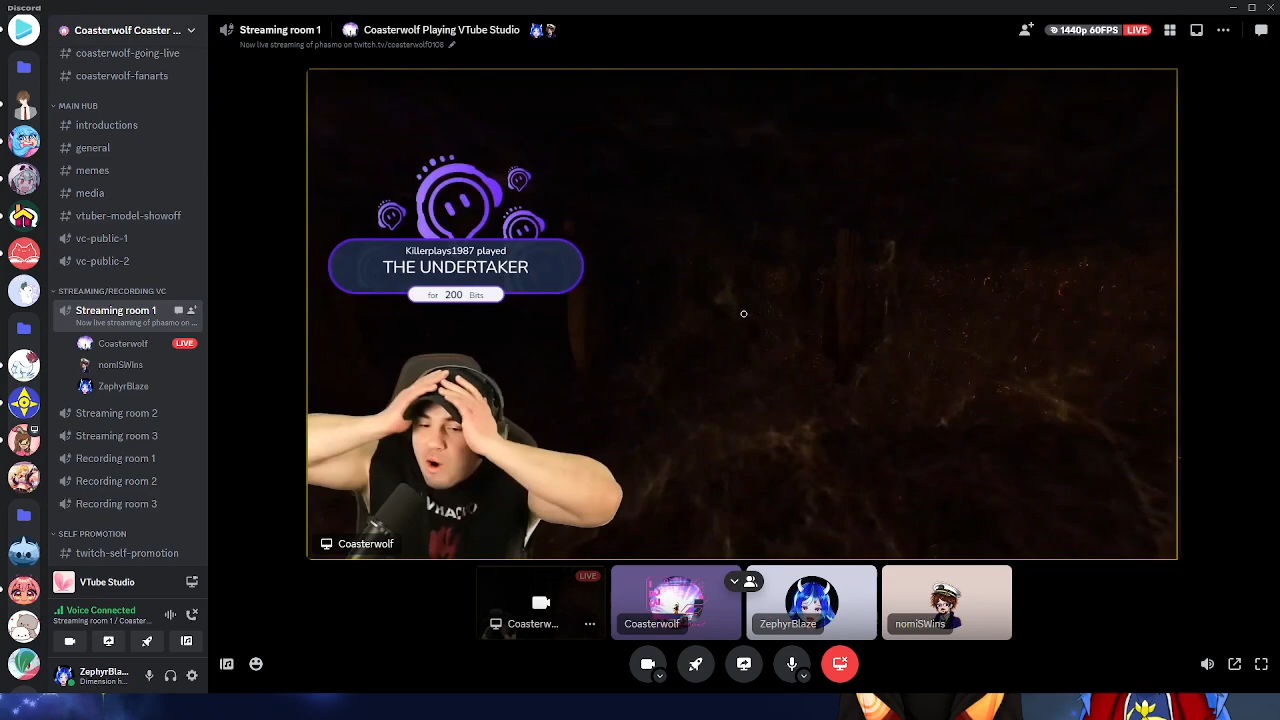 Discord
Coasterwolf Coaster ...
coasterwolf-going-live
coasterwolf-fanarts
MAIN HUB
introductions
general
memes
media
vtuber-model-showoff
vc-public-1
vc-public-2
STREAMING/RECORDING VC
Streaming room 1
Now live streaming of phasmo on ...
Coasterwolf LIVE
nomiSWins
ZephyrBlaze
Streaming room 2
Streaming room 3
Recording room 1
Recording room 2
Recording room 3
SELF PROMOTION
twitch-self-promotion
VTube Studio
Voice Connected
Streaming room 1 / Coaster...
ZephyrBla...
Dimension L...
Streaming room 1 Coasterwolf Playing VTube Studio
Now live streaming of phasmo on twitch.tv/coasterwolf0108
1440p 60FPS LIVE
Killerplays1987 played
THE UNDERTAKER
for 200 Bits
Coasterwolf
LIVE
Coasterw...
Coasterwolf
ZephyrBlaze
nomiSWins